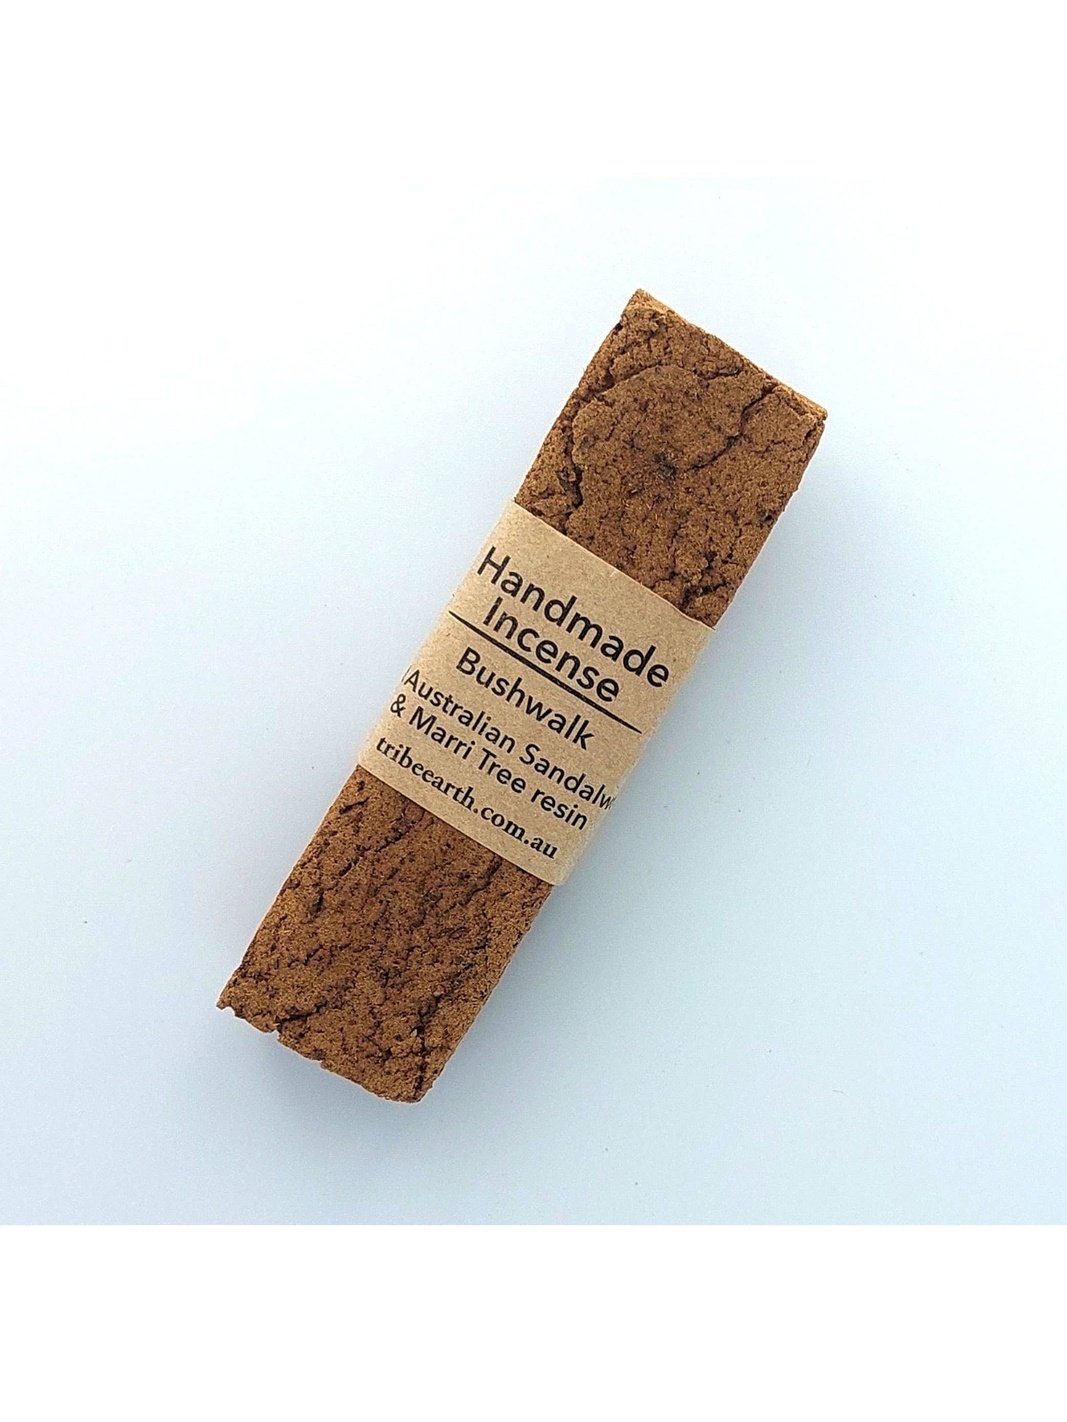 Handmade
Incense
Bushwalk
Australian
& Marri Tree resin
tribeearth.com.au